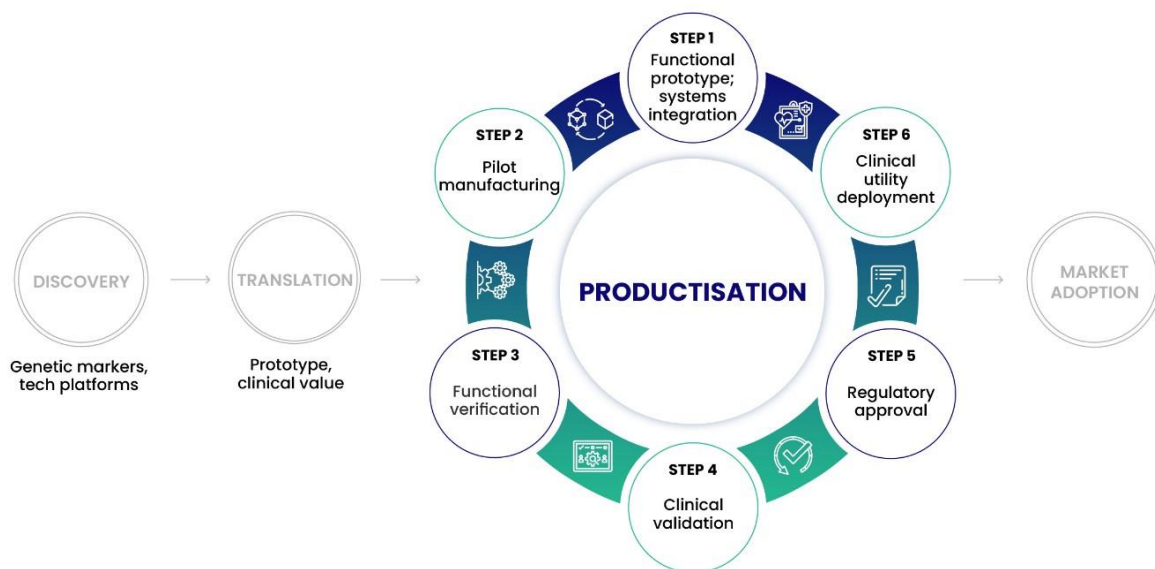 DISCOVERY
Genetic markers,
tech platforms
TRANSLATION
Prototype,
clinical value
PRODUCTISATION
STEP 1
Functional
prototype;
systems
integration
STEP 2
Pilot
manufacturing
STEP 3
Functional
verification
STEP 4
Clinical
validation
STEP 5
Regulatory
approval
STEP 6
Clinical
utility
deployment
MARKET
ADOPTION